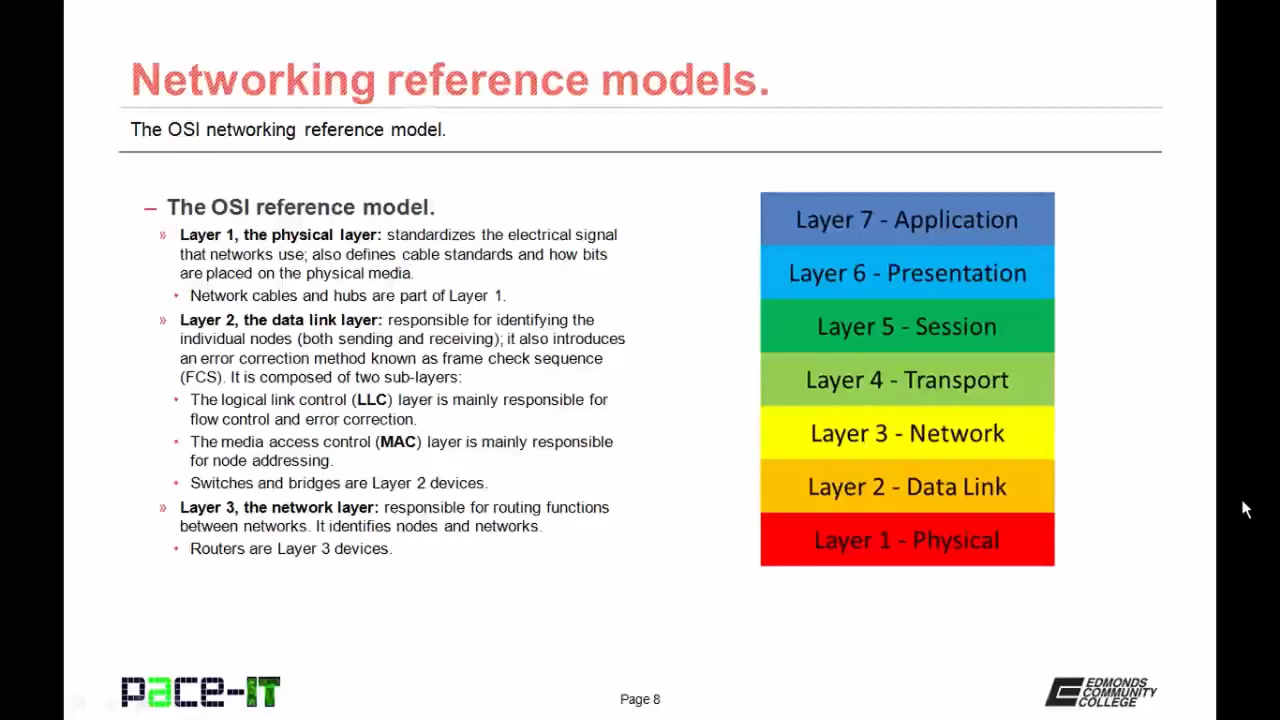 Networking reference models.
The OSI networking reference model.
– The OSI reference model.
» Layer 1, the physical layer: standardizes the electrical signal
that networks use; also defines cable standards and how bits
are placed on the physical media.
• Network cables and hubs are part of Layer 1.
» Layer 2, the data link layer: responsible for identifying the
individual nodes (both sending and receiving); it also introduces
an error correction method known as frame check sequence
(FCS). It is composed of two sub-layers:
• The logical link control (LLC) layer is mainly responsible for
flow control and error correction.
• The media access control (MAC) layer is mainly responsible
for node addressing.
• Switches and bridges are Layer 2 devices.
» Layer 3, the network layer: responsible for routing functions
between networks. It identifies nodes and networks.
• Routers are Layer 3 devices.
Layer 7 - Application
Layer 6 - Presentation
Layer 5 - Session
Layer 4 - Transport
Layer 3 - Network
Layer 2 - Data Link
Layer 1 - Physical
pace-IT
Page 8
EDMONDS
COMMUNITY
COLLEGE